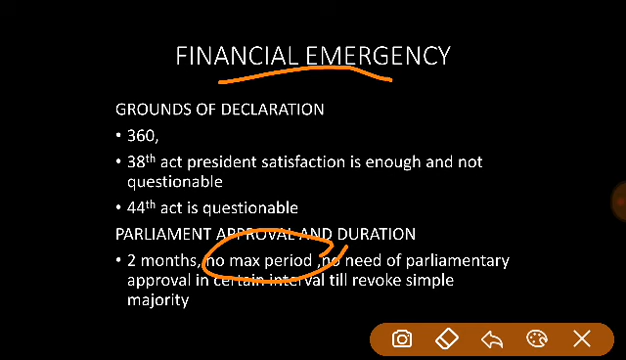 FINANCIAL EMERGENCY
GROUNDS OF DECLARATION
• 360,
• 38th act president satisfaction is enough and not
questionable
• 44th act is questionable
PARLIAMENT APPROVAL AND DURATION
• 2 months, no max period ,no need of parliamentary
approval in certain interval till revoke simple
majority